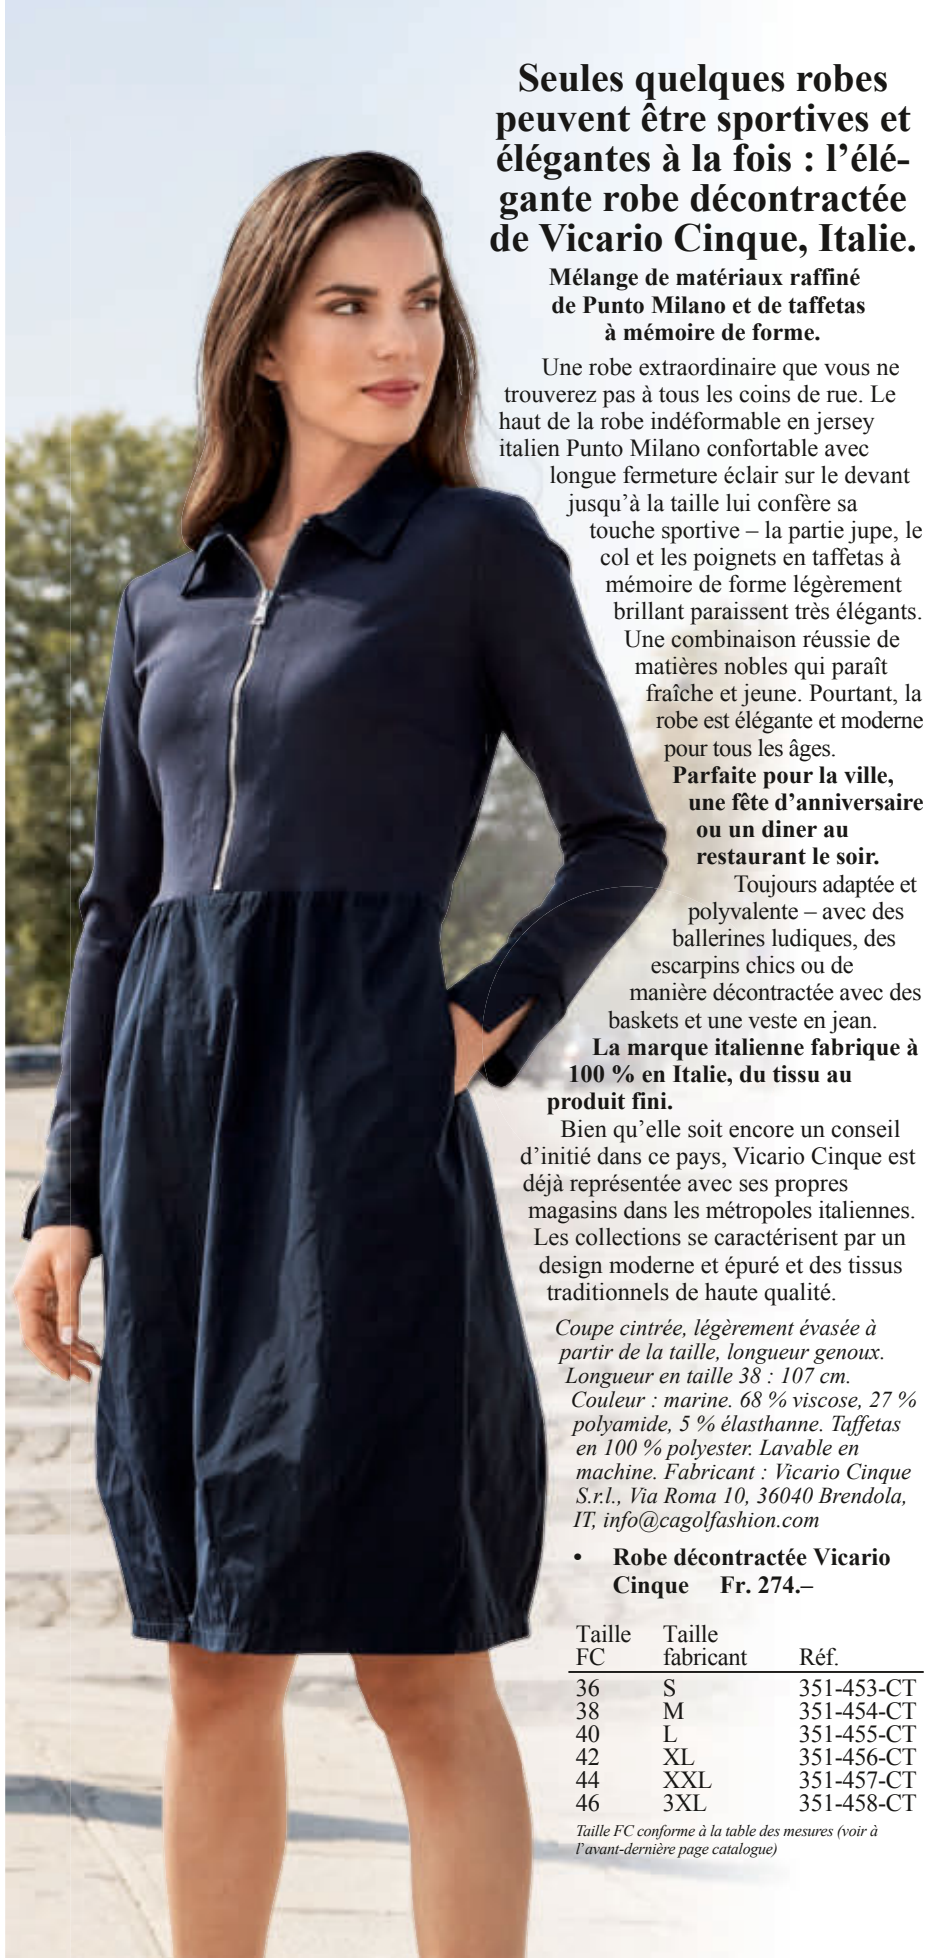 Seules quelques robes
peuvent être sportives et
élégantes à la fois : l’élé-
gante robe décontractée
de Vicario Cinque, Italie.
Mélange de matériaux raffiné
de Punto Milano et de taffetas
à mémoire de forme.
Une robe extraordinaire que vous ne
trouverez pas à tous les coins de rue. Le
haut de la robe indéformable en jersey
italien Punto Milano confortable avec
longue fermeture éclair sur le devant
jusqu’à la taille lui confère sa
touche sportive – la partie jupe, le
col et les poignets en taffetas à
mémoire de forme légèrement
brillant paraissent très élégants.
Une combinaison réussie de
matières nobles qui paraît
fraîche et jeune. Pourtant, la
robe est élégante et moderne
pour tous les âges.
Parfaite pour la ville,
une fête d’anniversaire
ou un diner au
restaurant le soir.
Toujours adaptée et
polyvalente – avec des
ballerines ludiques, des
escarpins chics ou de
manière décontractée avec des
baskets et une veste en jean.
La marque italienne fabrique à
100 % en Italie, du tissu au
produit fini.
Bien qu’elle soit encore un conseil
d’initié dans ce pays, Vicario Cinque est
déjà représentée avec ses propres
magasins dans les métropoles italiennes.
Les collections se caractérisent par un
design moderne et épuré et des tissus
traditionnels de haute qualité.
Coupe cintrée, légèrement évasée à
partir de la taille, longueur genoux.
Longueur en taille 38 : 107 cm.
Couleur : marine. 68 % viscose, 27 %
polyamide, 5 % élasthanne. Taffetas
en 100 % polyester. Lavable en
machine. Fabricant : Vicario Cinque
S.r.l., Via Roma 10, 36040 Brendola,
IT, info@cagolfashion.com
• Robe décontractée Vicario
Cinque Fr. 274.–
Taille Taille
FC fabricant Réf.
36 S 351-453-CT
38 M 351-454-CT
40 L 351-455-CT
42 XL 351-456-CT
44 XXL 351-457-CT
46 3XL 351-458-CT
Taille FC conforme à la table des mesures (voir à
l’avant-dernière page catalogue)